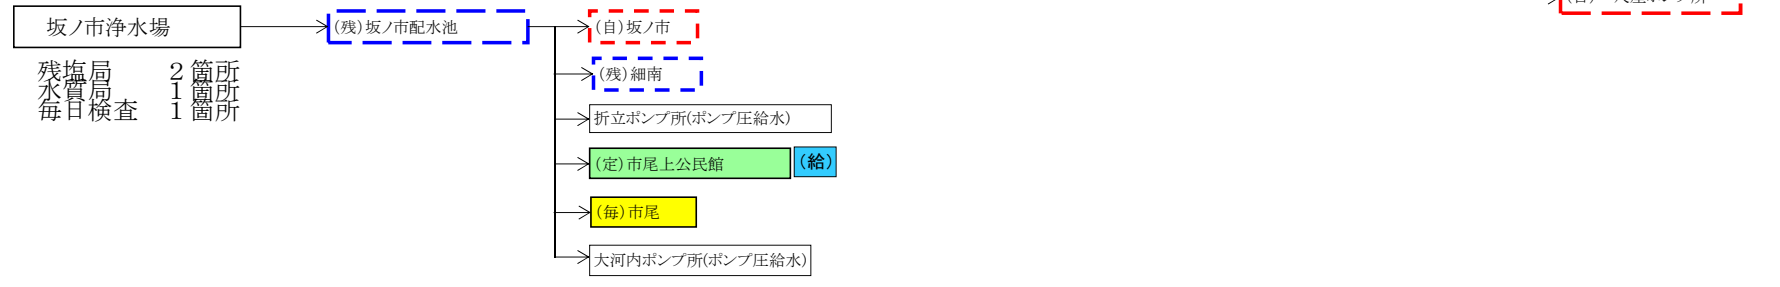 坂ノ市浄水場
残塩局 2箇所
水質局 1箇所
毎日検査 1箇所
(残)坂ノ市配水池
(自)坂ノ市
(残)細南
折立ポンプ所(ポンプ圧給水)
(定)市尾上公民館
(給)
(毎)市尾
大河内ポンプ所(ポンプ圧給水)